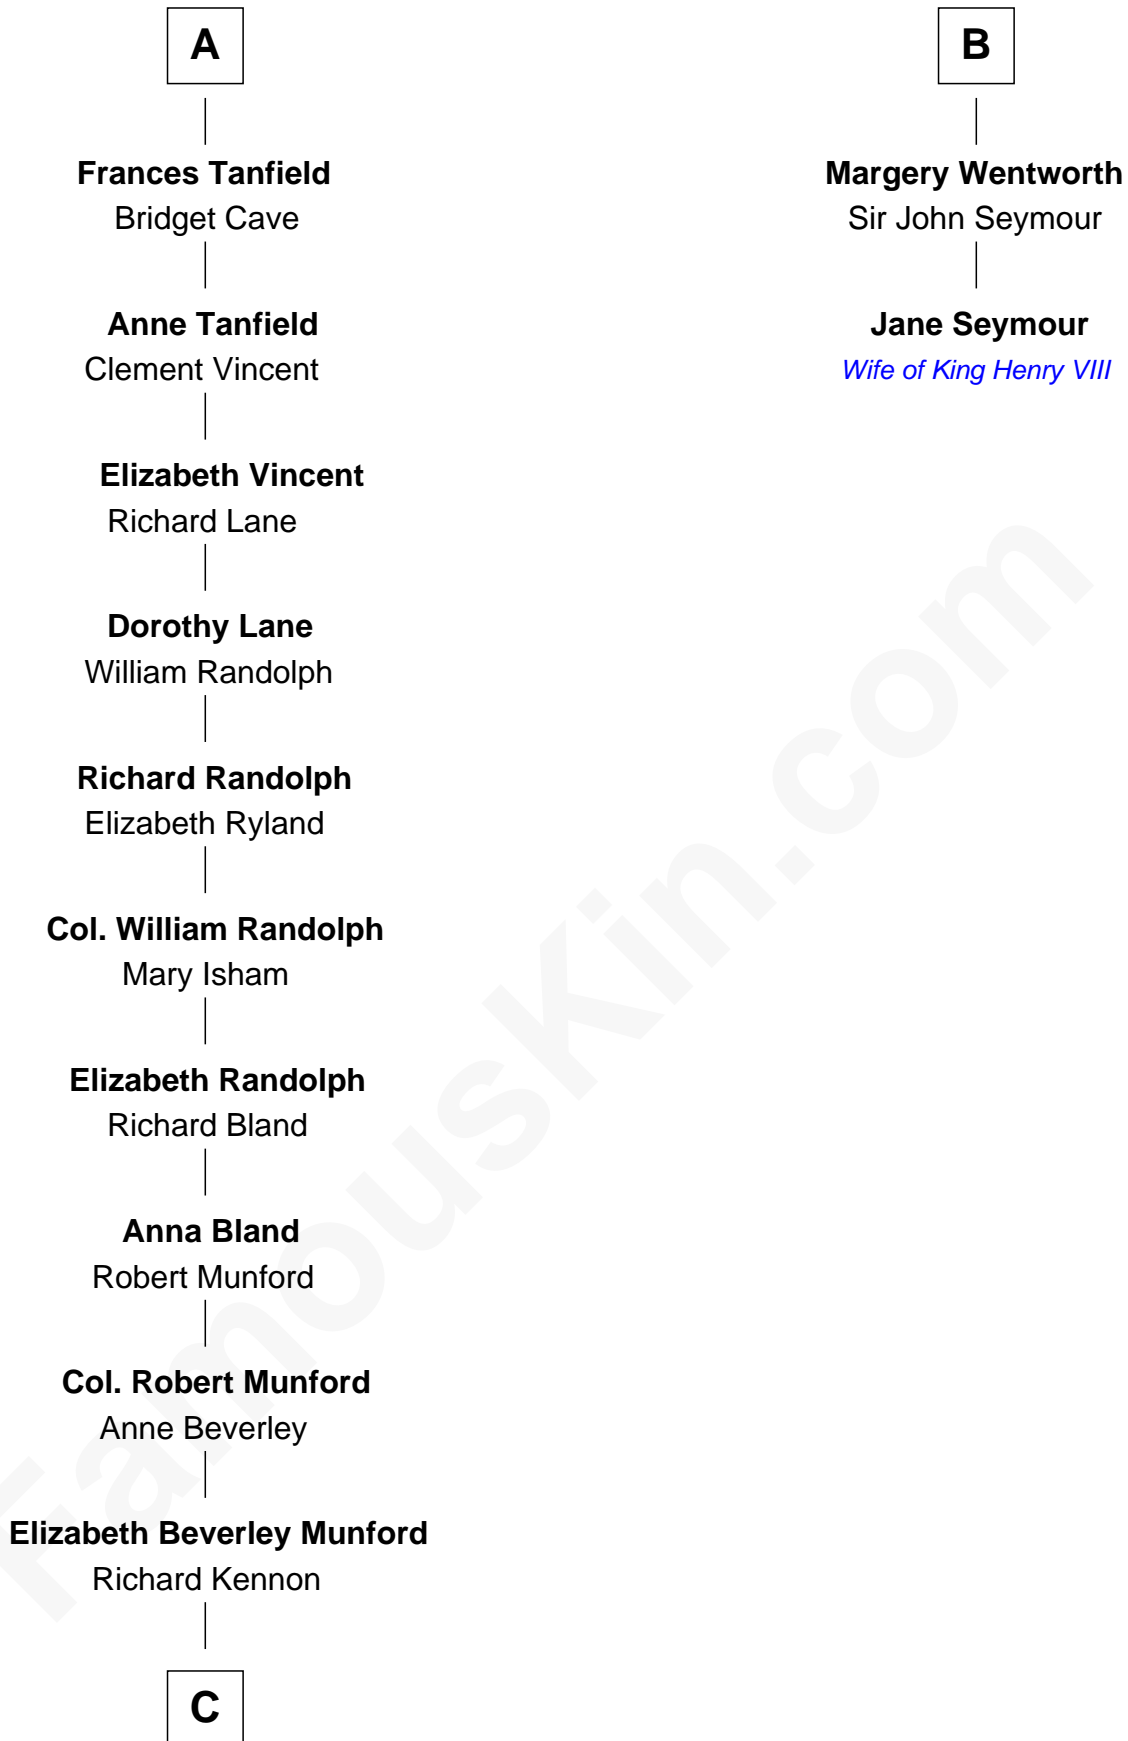 A
Frances Tanfield
Bridget Cave
Anne Tanfield
Clement Vincent
Elizabeth Vincent
Richard Lane
Dorothy Lane
William Randolph
Richard Randolph
Elizabeth Ryland
Col. William Randolph
Mary Isham
Elizabeth Randolph
Richard Bland
Anna Bland
Robert Munford
Col. Robert Munford
Anne Beverley
Elizabeth Beverley Munford
Richard Kennon
C
B
Margery Wentworth
Sir John Seymour
Jane Seymour
Wife of King Henry VIII
FamousKin.com